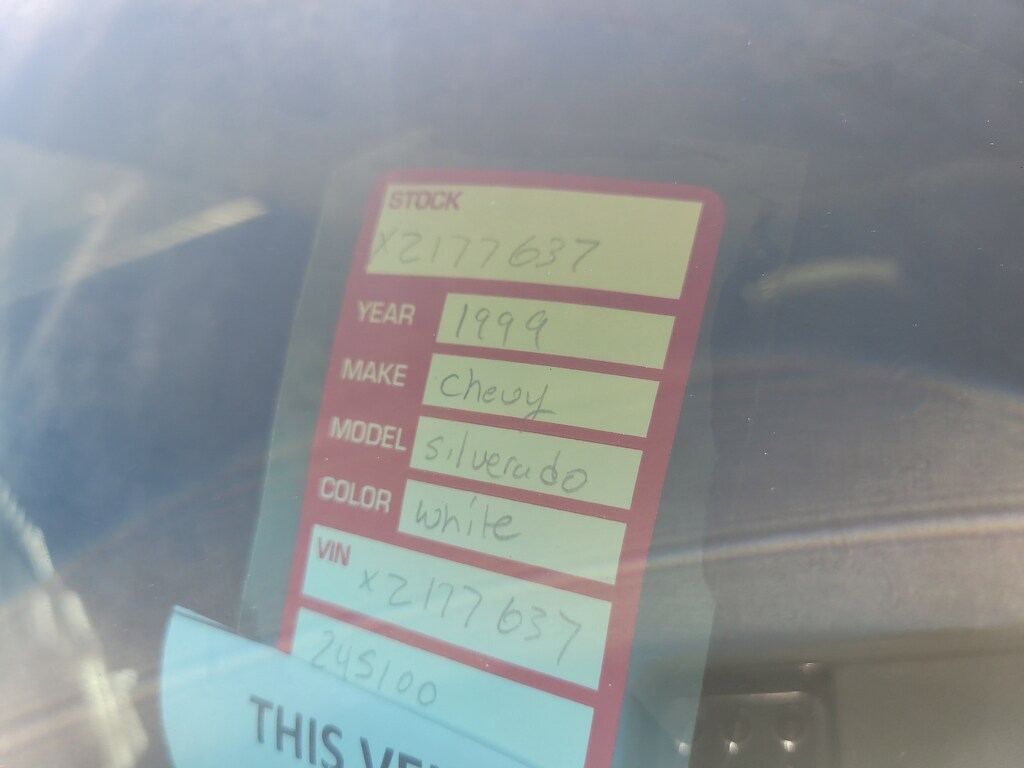 STOCK
X2177637
YEAR 1999
MAKE chevy
MODEL silverado
COLOR white
VIN
x2177637
245100
THIS